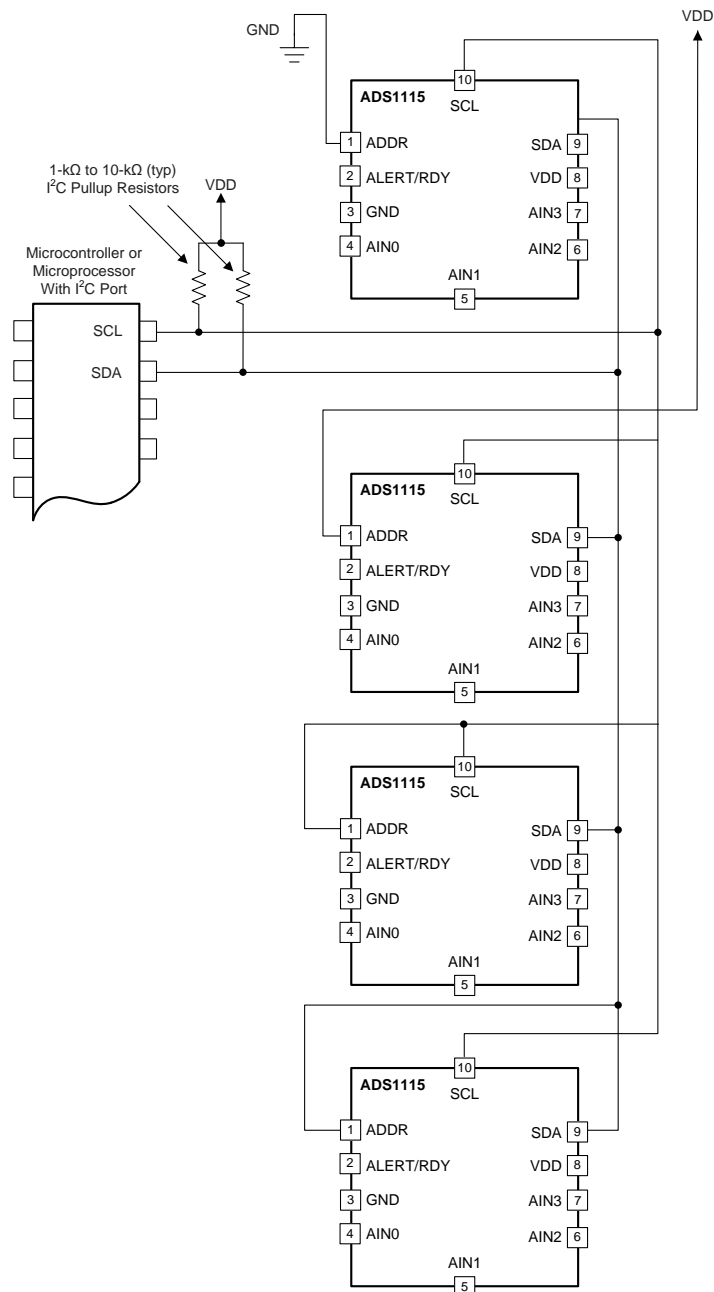 GND
VDD
10
ADS1115
SCL
1 ADDR
SDA 9
2 ALERT/RDY
VDD 8
3 GND
AIN3 7
4 AIN0
AIN2 6
AIN1
5
1-kΩ to 10-kΩ (typ)
I²C Pullup Resistors
VDD
Microcontroller or
Microprocessor
With I²C Port
SCL
SDA
10
ADS1115
SCL
1 ADDR
SDA 9
2 ALERT/RDY
VDD 8
3 GND
AIN3 7
4 AIN0
AIN2 6
AIN1
5
10
ADS1115
SCL
1 ADDR
SDA 9
2 ALERT/RDY
VDD 8
3 GND
AIN3 7
4 AIN0
AIN2 6
AIN1
5
10
ADS1115
SCL
1 ADDR
SDA 9
2 ALERT/RDY
VDD 8
3 GND
AIN3 7
4 AIN0
AIN2 6
AIN1
5